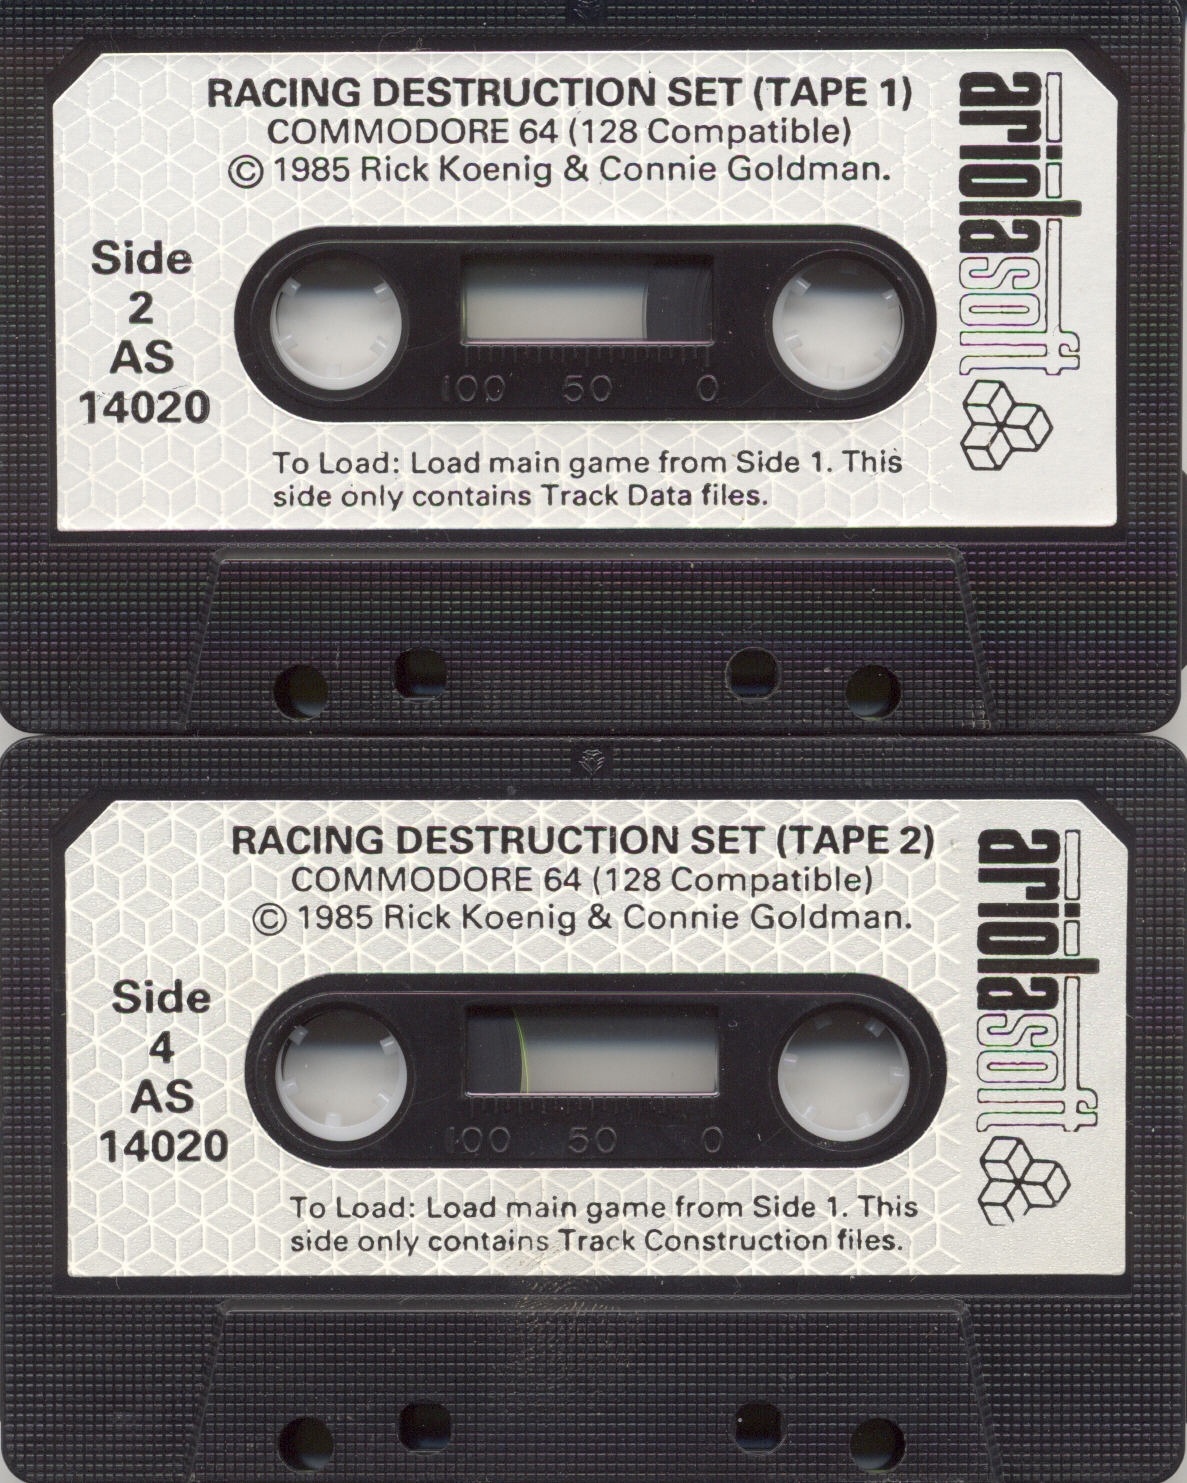 RACING DESTRUCTION SET (TAPE 1)
COMMODORE 64 (128 Compatible)
© 1985 Rick Koenig & Connie Goldman.
ariolasoft
Side
2
AS
14020
100 50 0
To Load: Load main game from Side 1. This
side only contains Track Data files.
RACING DESTRUCTION SET (TAPE 2)
COMMODORE 64 (128 Compatible)
© 1985 Rick Koenig & Connie Goldman.
ariolasoft
Side
4
AS
14020
100 50 0
To Load: Load main game from Side 1. This
side only contains Track Construction files.